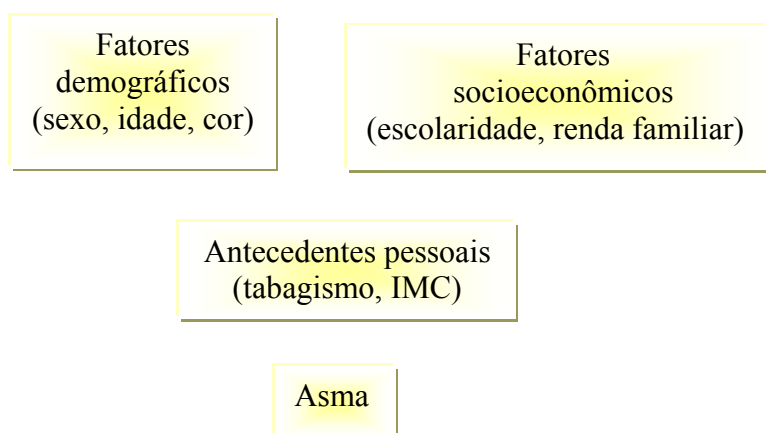 Fatores
demográficos
(sexo, idade, cor)
Fatores
socioeconômicos
(escolaridade, renda familiar)
Antecedentes pessoais
(tabagismo, IMC)
Asma